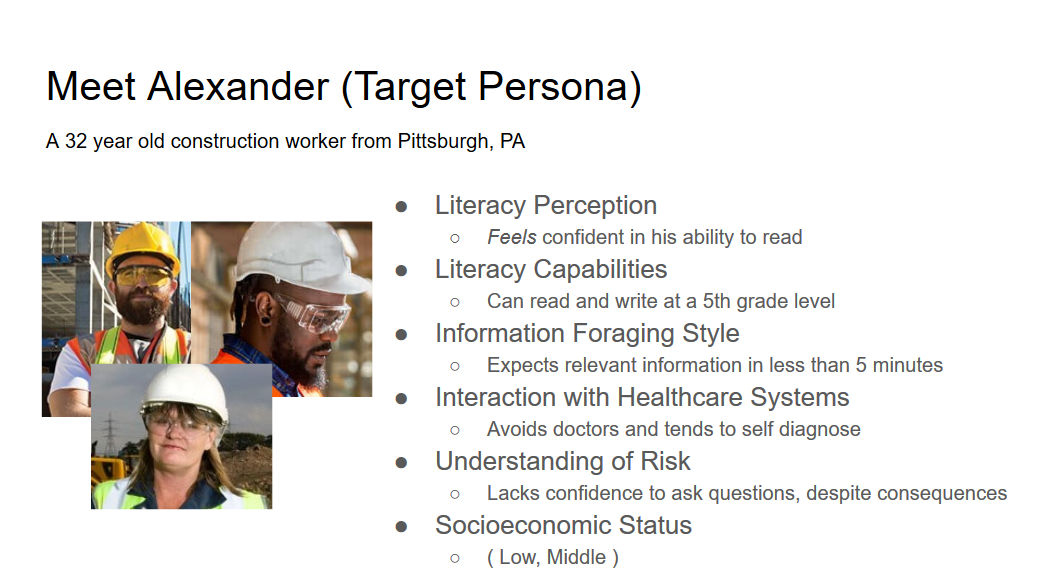 Meet Alexander (Target Persona)
A 32 year old construction worker from Pittsburgh, PA
● Literacy Perception
○ Feels confident in his ability to read
● Literacy Capabilities
○ Can read and write at a 5th grade level
● Information Foraging Style
○ Expects relevant information in less than 5 minutes
● Interaction with Healthcare Systems
○ Avoids doctors and tends to self diagnose
● Understanding of Risk
○ Lacks confidence to ask questions, despite consequences
● Socioeconomic Status
○ ( Low, Middle )